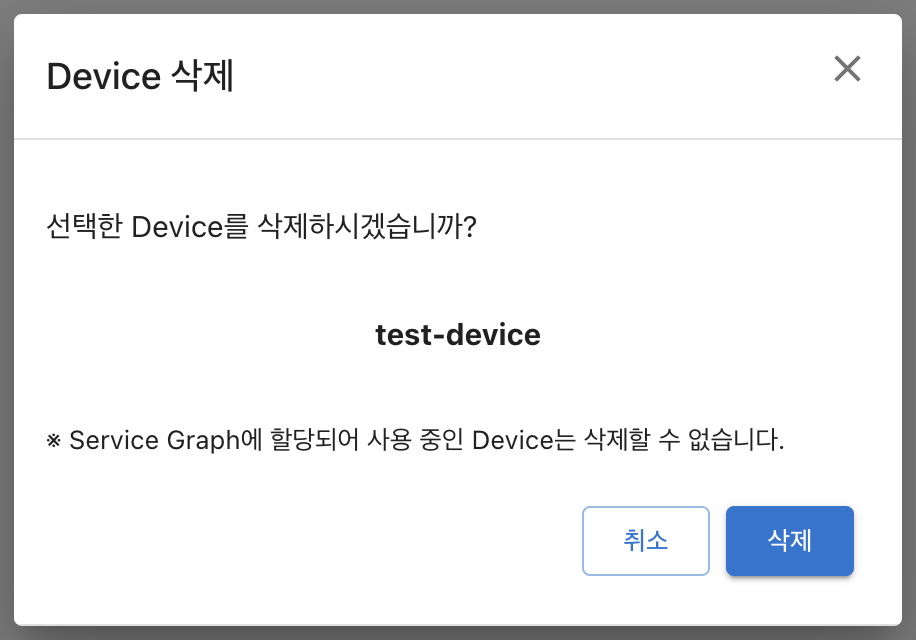 Device 삭제
선택한 Device를 삭제하시겠습니까?
test-device
※ Service Graph에 할당되어 사용 중인 Device는 삭제할 수 없습니다.
취소
삭제